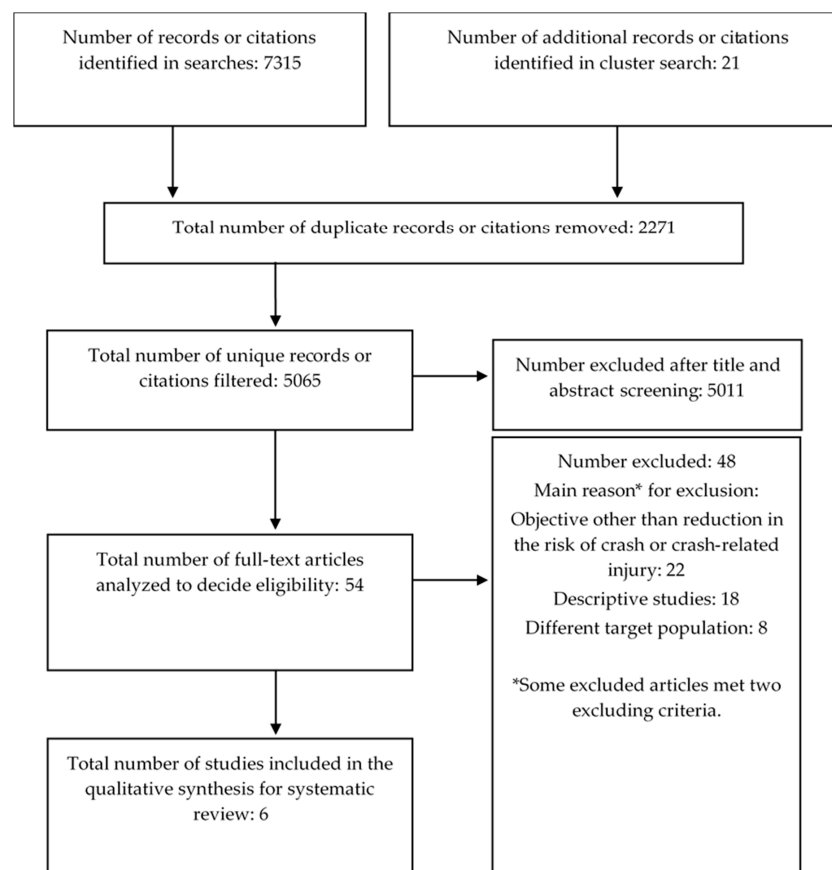 Number of records or citations
identified in searches: 7315
Number of additional records or citations
identified in cluster search: 21
Total number of duplicate records or citations removed: 2271
Total number of unique records or
citations filtered: 5065
Number excluded after title and
abstract screening: 5011
Total number of full-text articles
analyzed to decide eligibility: 54
Number excluded: 48
Main reason* for exclusion:
Objective other than reduction in
the risk of crash or crash-related
injury: 22
Descriptive studies: 18
Different target population: 8
*Some excluded articles met two
excluding criteria.
Total number of studies included in the
qualitative synthesis for systematic
review: 6